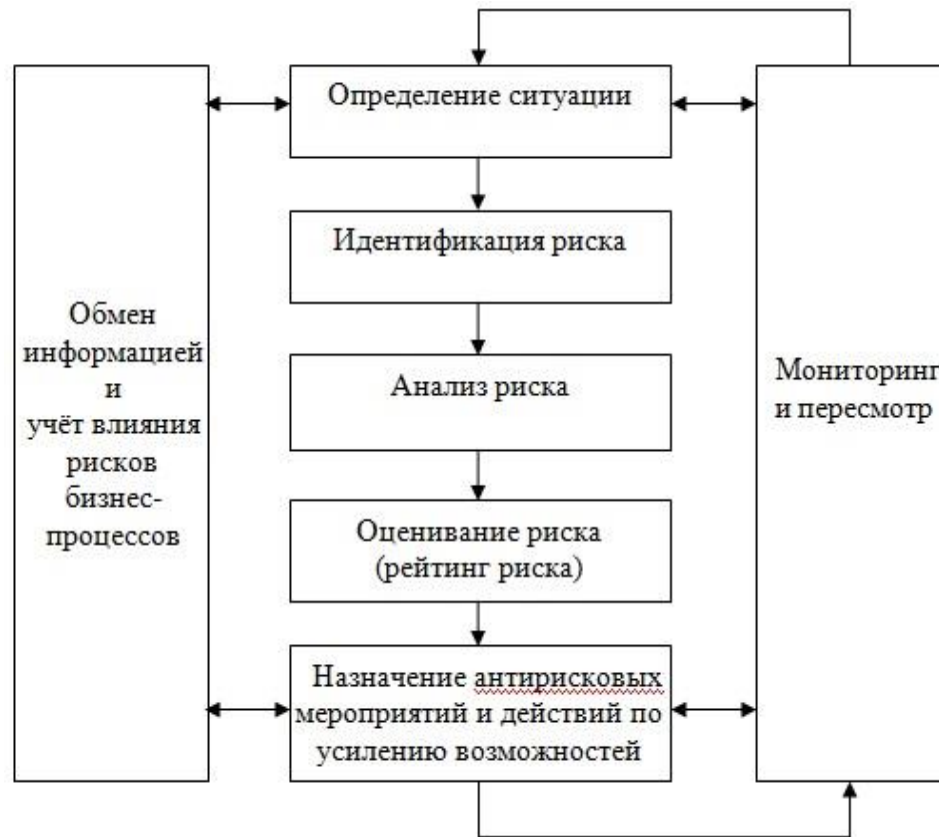 Определение ситуации
Идентификация риска
Анализ риска
Оценивание риска
(рейтинг риска)
Назначение антирисковых
мероприятий и действий по
усилению возможностей
Обмен
информацией
и
учёт влияния
рисков
бизнес-
процессов
Мониторинг
и пересмотр